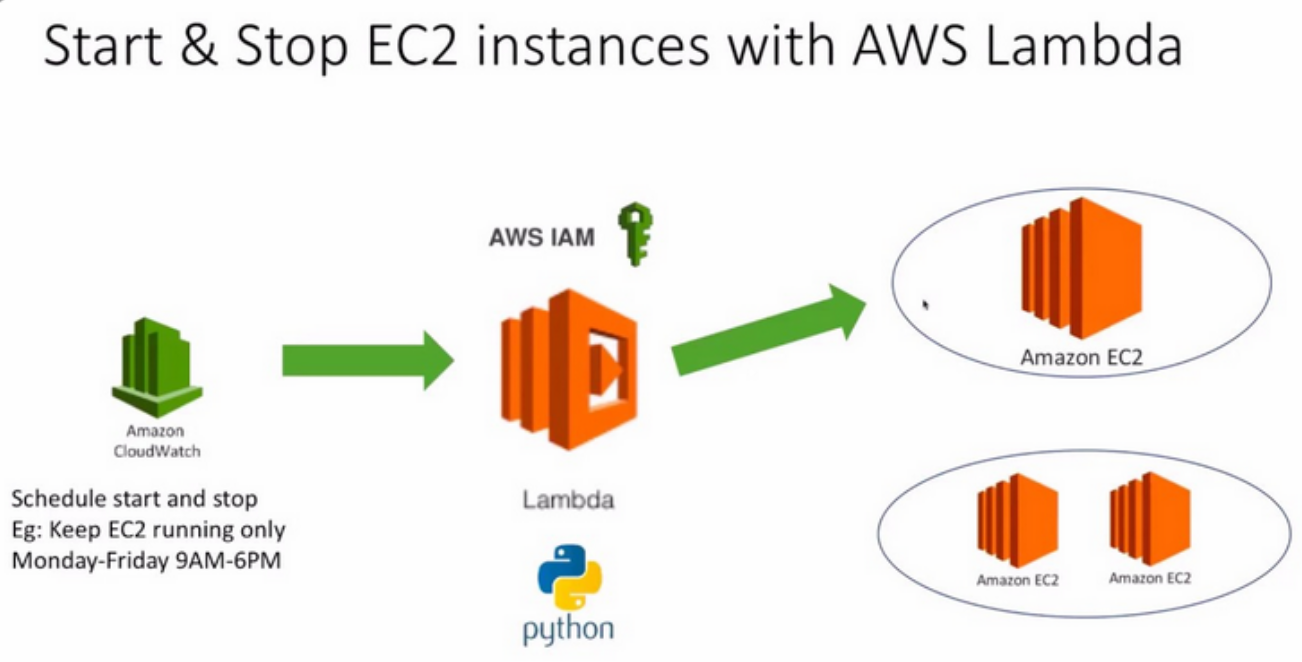 Start & Stop EC2 instances with AWS Lambda
AWS IAM
Amazon EC2
Amazon
CloudWatch
Schedule start and stop
Eg: Keep EC2 running only
Monday-Friday 9AM-6PM
Lambda
python
Amazon EC2
Amazon EC2